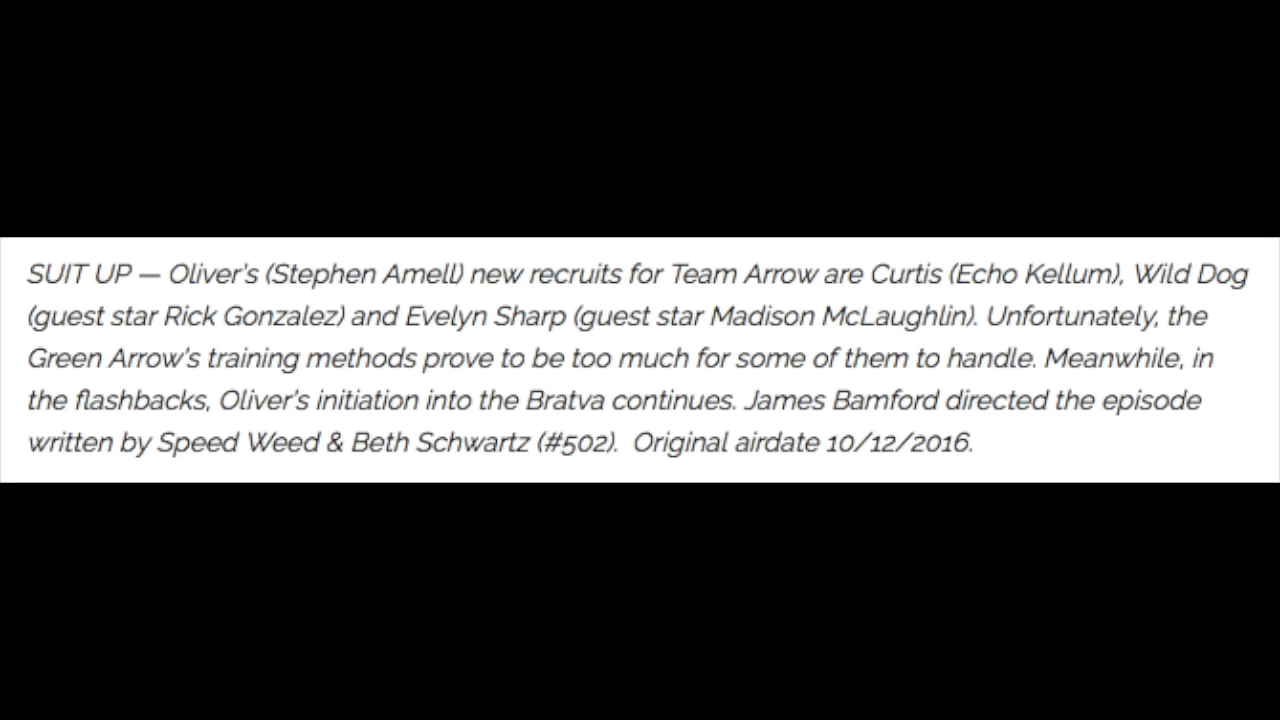 SUIT UP — Oliver's (Stephen Amell) new recruits for Team Arrow are Curtis (Echo Kellum), Wild Dog
(guest star Rick Gonzalez) and Evelyn Sharp (guest star Madison McLaughlin). Unfortunately, the
Green Arrow's training methods prove to be too much for some of them to handle. Meanwhile, in
the flashbacks, Oliver's initiation into the Bratva continues. James Bamford directed the episode
written by Speed Weed & Beth Schwartz (#502).  Original airdate 10/12/2016.